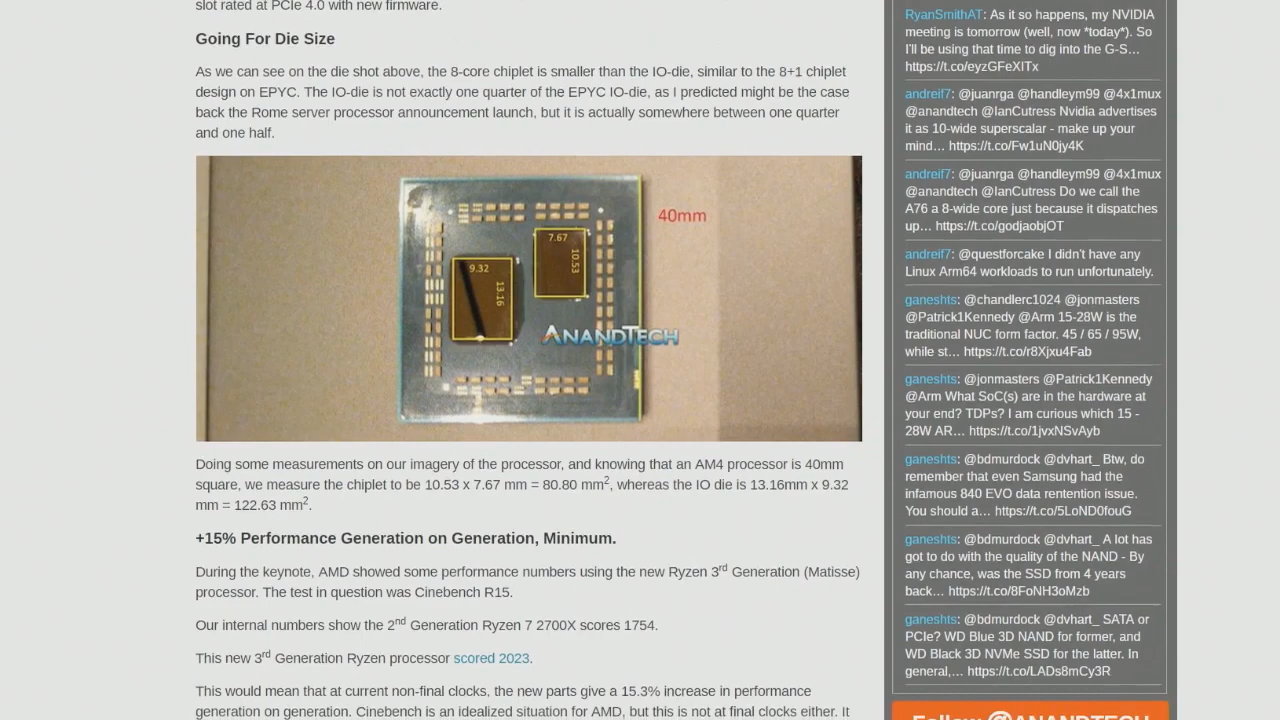 slot rated at PCIe 4.0 with new firmware.
Going For Die Size
As we can see on the die shot above, the 8-core chiplet is smaller than the IO-die, similar to the 8+1 chiplet
design on EPYC. The IO-die is not exactly one quarter of the EPYC IO-die, as I predicted might be the case
back the Rome server processor announcement launch, but it is actually somewhere between one quarter
and one half.
40mm
7.67
10.53
9.32
13.16
ANANDTECH
Doing some measurements on our imagery of the processor, and knowing that an AM4 processor is 40mm
square, we measure the chiplet to be 10.53 x 7.67 mm = 80.80 mm², whereas the IO die is 13.16mm x 9.32
mm = 122.63 mm².
+15% Performance Generation on Generation, Minimum.
During the keynote, AMD showed some performance numbers using the new Ryzen 3rd Generation (Matisse)
processor. The test in question was Cinebench R15.
Our internal numbers show the 2nd Generation Ryzen 7 2700X scores 1754.
This new 3rd Generation Ryzen processor scored 2023.
This would mean that at current non-final clocks, the new parts give a 15.3% increase in performance
generation on generation. Cinebench is an idealized situation for AMD, but this is not at final clocks either. It
RyanSmithAT: As it so happens, my NVIDIA
meeting is tomorrow (well, now *today*). So
I'll be using that time to dig into the G-S…
https://t.co/eyzGFeXITx
andreif7: @juanrga @handleym99 @4x1mux
@anandtech @IanCutress Nvidia advertises
it as 10-wide superscalar - make up your
mind… https://t.co/Fw1uN0jy4K
andreif7: @juanrga @handleym99 @4x1mux
@anandtech @IanCutress Do we call the
A76 a 8-wide core just because it dispatches
up… https://t.co/godjaobjOT
andreif7: @questforcake I didn't have any
Linux Arm64 workloads to run unfortunately.
ganeshts: @chandlerc1024 @jonmasters
@Patrick1Kennedy @Arm 15-28W is the
traditional NUC form factor. 45 / 65 / 95W,
while st… https://t.co/r8Xjxu4Fab
ganeshts: @jonmasters @Patrick1Kennedy
@Arm What SoC(s) are in the hardware at
your end? TDPs? I am curious which 15 -
28W AR… https://t.co/1jvxNSvAyb
ganeshts: @bdmurdock @dvhart_ Btw, do
remember that even Samsung had the
infamous 840 EVO data rentention issue.
You should a… https://t.co/5LoND0fouG
ganeshts: @bdmurdock @dvhart_ A lot has
got to do with the quality of the NAND - By
any chance, was the SSD from 4 years
back… https://t.co/8FoNH3oMzb
ganeshts: @bdmurdock @dvhart_ SATA or
PCIe? WD Blue 3D NAND for former, and
WD Black 3D NVMe SSD for the latter. In
general,… https://t.co/LADs8mCy3R
Follow @ANANDTECH